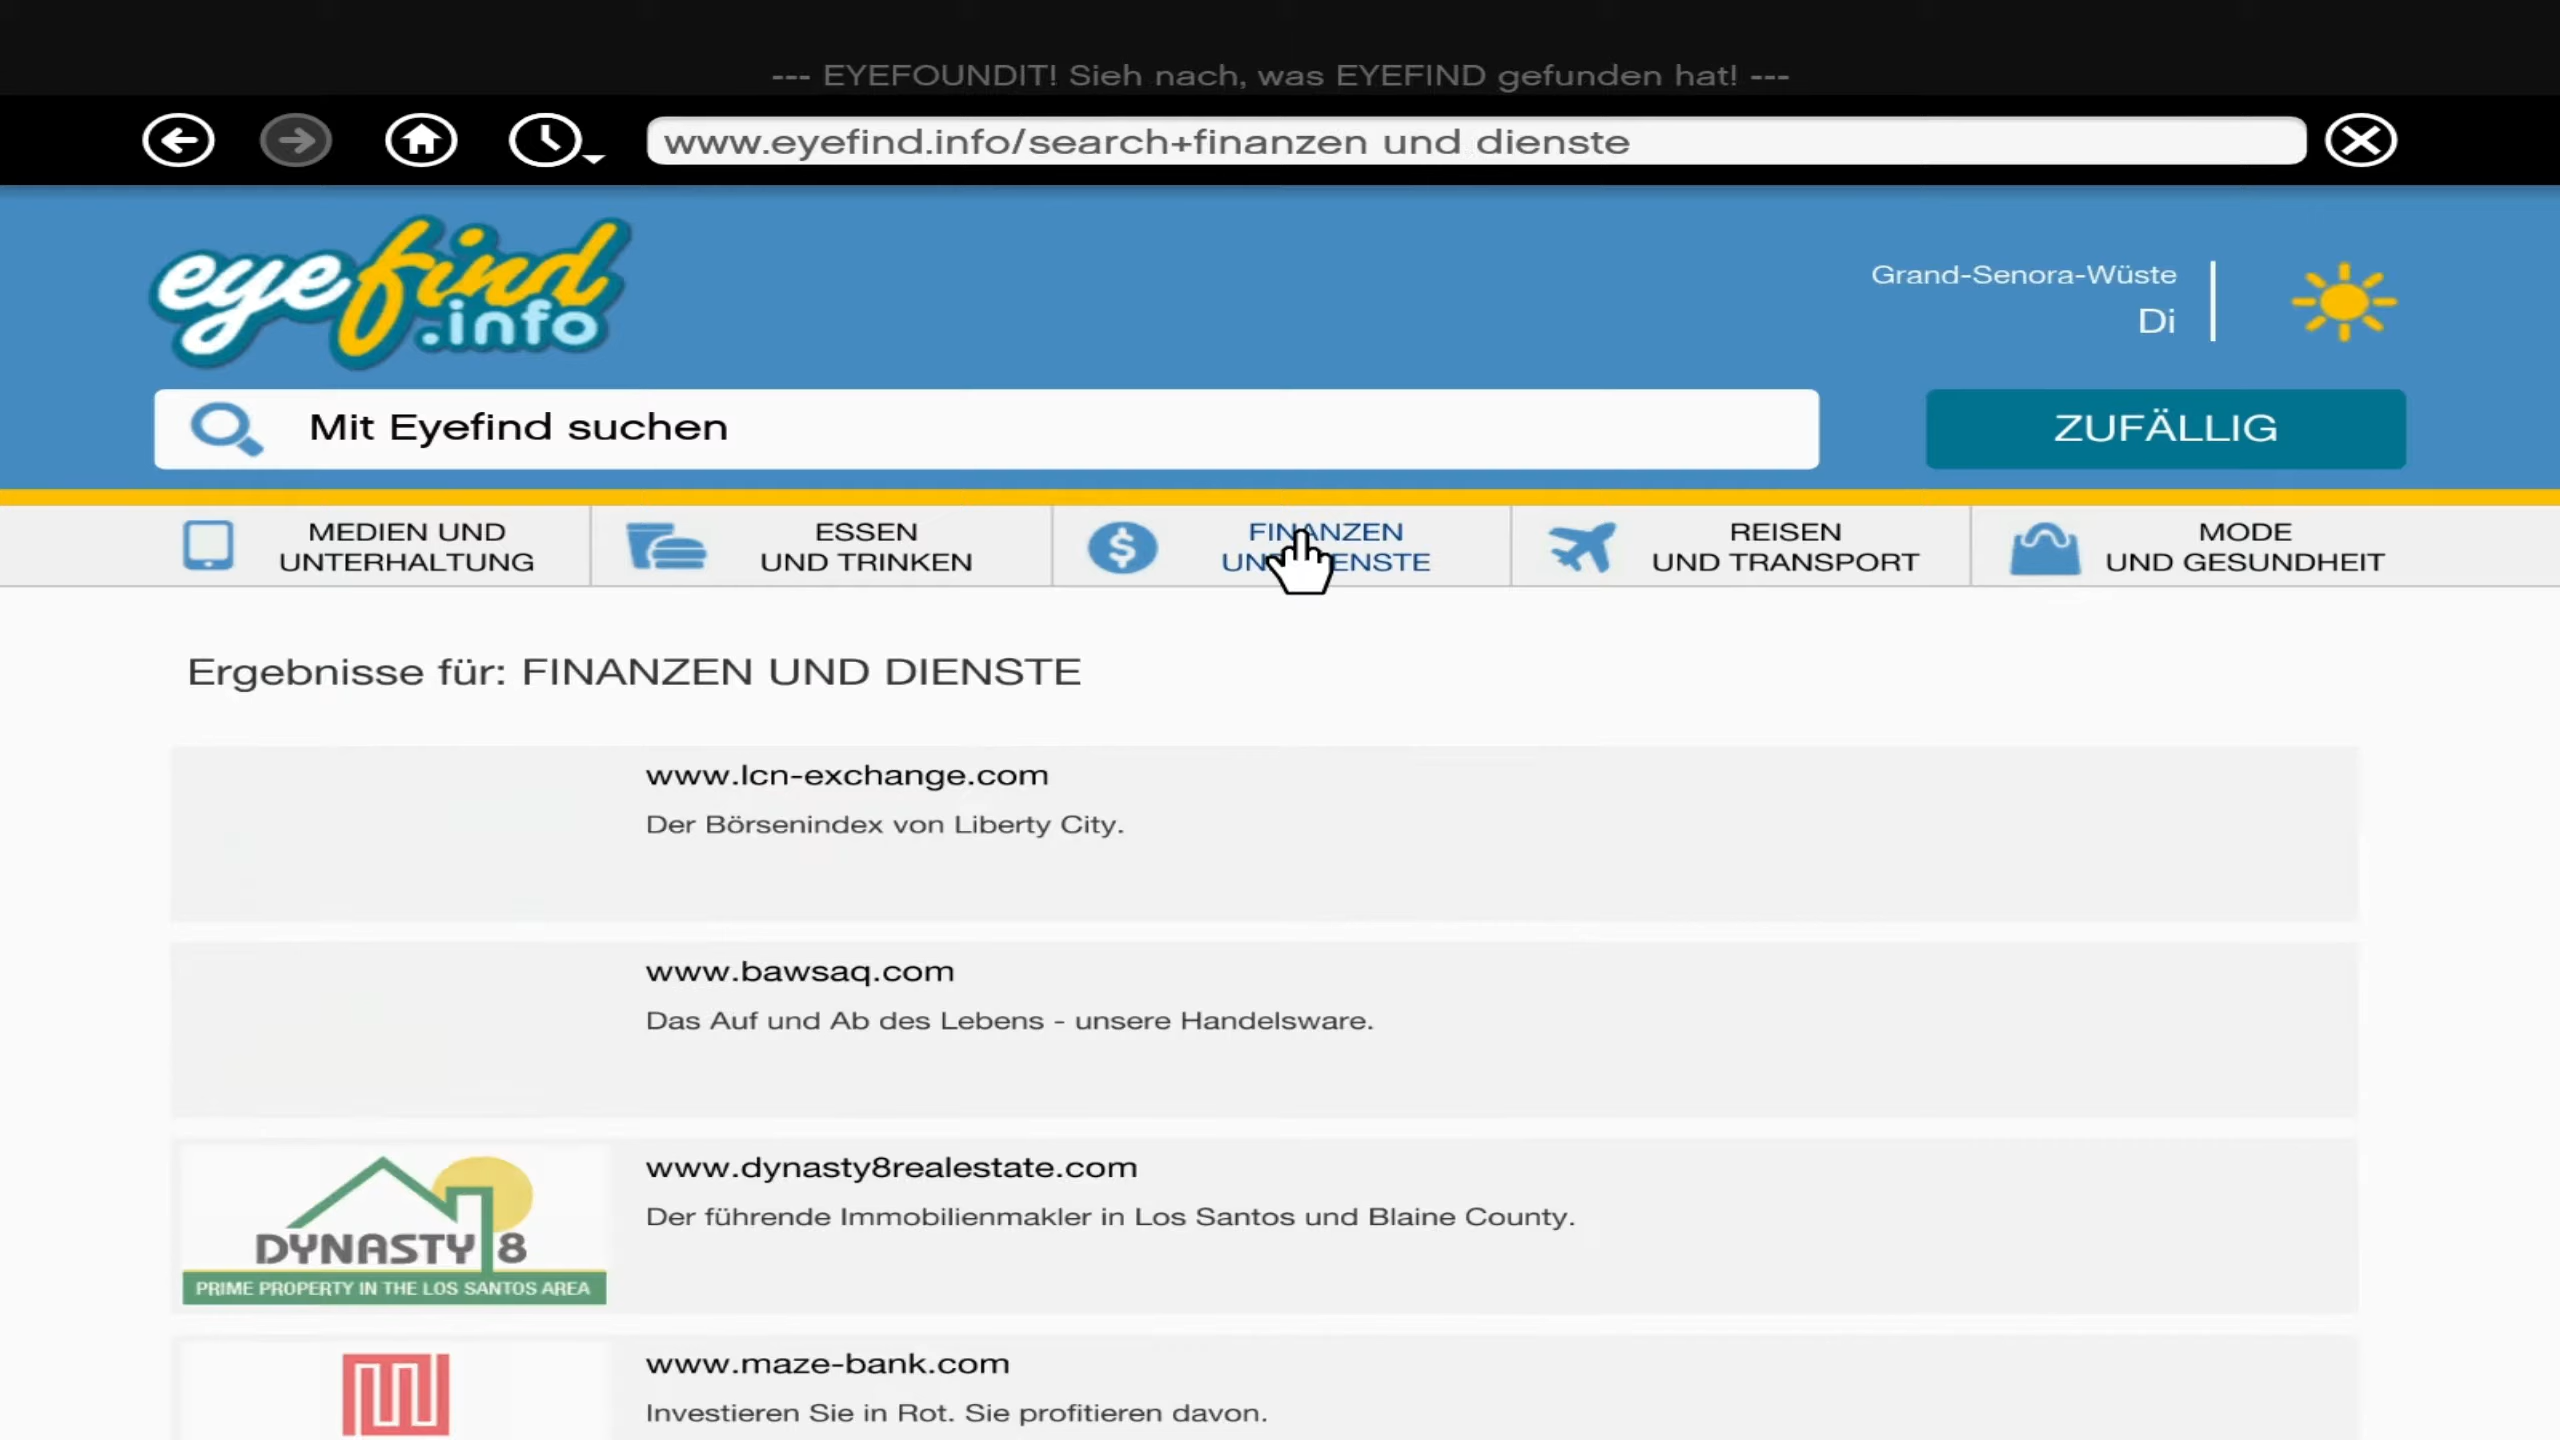 --- EYEFOUNDIT! Sieh nach, was EYEFIND gefunden hat! ---
www.eyefind.info/search+finanzen und dienste
eyefind
.info
Grand-Senora-Wüste
Di
Mit Eyefind suchen
ZUFÄLLIG
MEDIEN UND
UNTERHALTUNG
ESSEN
UND TRINKEN
FINANZEN
UND DIENSTE
REISEN
UND TRANSPORT
MODE
UND GESUNDHEIT
Ergebnisse für: FINANZEN UND DIENSTE
www.lcn-exchange.com
Der Börsenindex von Liberty City.
www.bawsaq.com
Das Auf und Ab des Lebens - unsere Handelsware.
www.dynasty8realestate.com
Der führende Immobilienmakler in Los Santos und Blaine County.
DYNASTY 8
PRIME PROPERTY IN THE LOS SANTOS AREA
www.maze-bank.com
Investieren Sie in Rot. Sie profitieren davon.